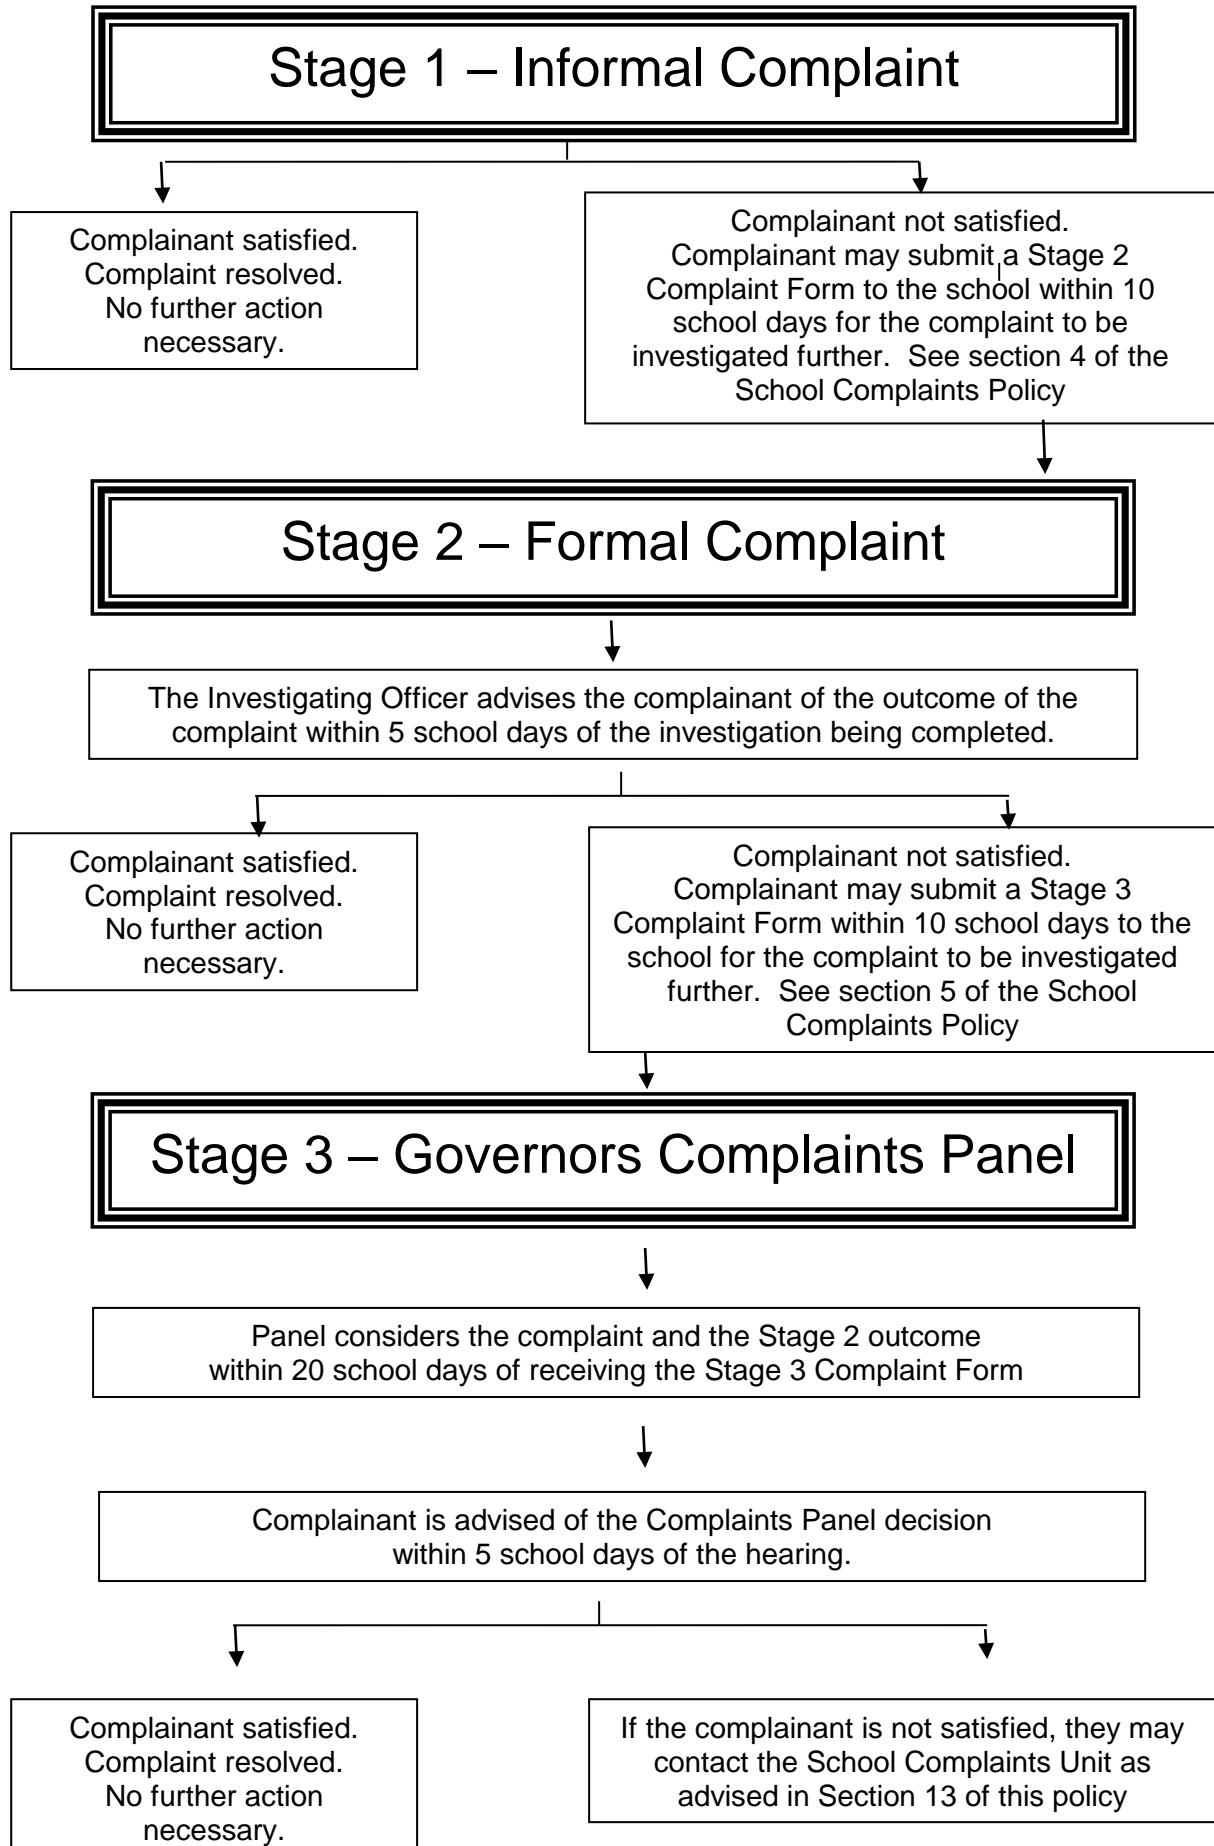 Stage 1 – Informal Complaint
Complainant satisfied.
Complaint resolved.
No further action
necessary.
Complainant not satisfied.
Complainant may submit a Stage 2
Complaint Form to the school within 10
school days for the complaint to be
investigated further.  See section 4 of the
School Complaints Policy
Stage 2 – Formal Complaint
The Investigating Officer advises the complainant of the outcome of the
complaint within 5 school days of the investigation being completed.
Complainant satisfied.
Complaint resolved.
No further action
necessary.
Complainant not satisfied.
Complainant may submit a Stage 3
Complaint Form within 10 school days to the
school for the complaint to be investigated
further.  See section 5 of the School
Complaints Policy
Stage 3 – Governors Complaints Panel
Panel considers the complaint and the Stage 2 outcome
within 20 school days of receiving the Stage 3 Complaint Form
Complainant is advised of the Complaints Panel decision
within 5 school days of the hearing.
Complainant satisfied.
Complaint resolved.
No further action
necessary.
If the complainant is not satisfied, they may
contact the School Complaints Unit as
advised in Section 13 of this policy